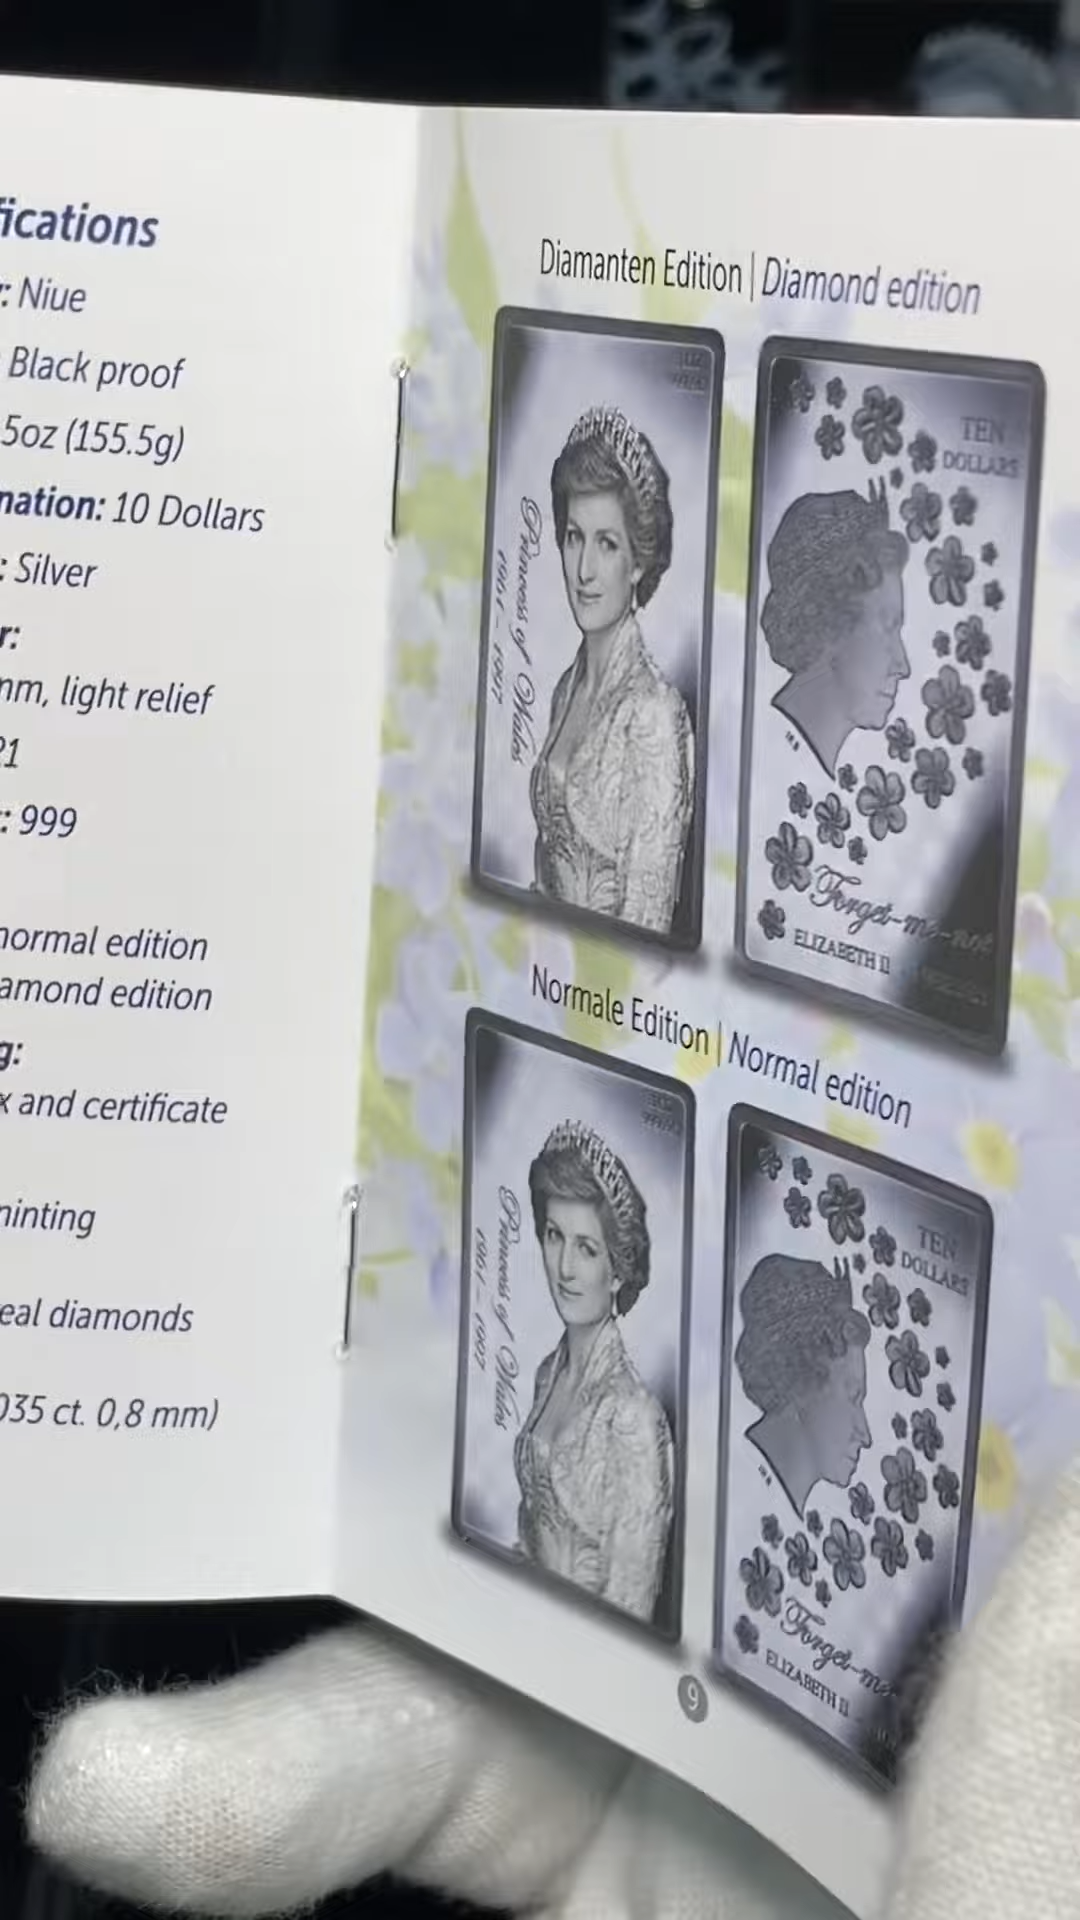 fications
: Niue
Black proof
5oz (155.5g)
nation: 10 Dollars
: Silver
r:
mm, light relief
21
: 999
normal edition
amond edition
g:
x and certificate
minting
eal diamonds
035 ct. 0,8 mm)
Diamanten Edition | Diamond edition
Princess of Wales
1961 - 1997
TEN
DOLLARS
Forget-me-not
ELIZABETH II
Normale Edition | Normal edition
Princess of Wales
1961 - 1997
TEN
DOLLARS
Forget-me-
ELIZABETH II
9